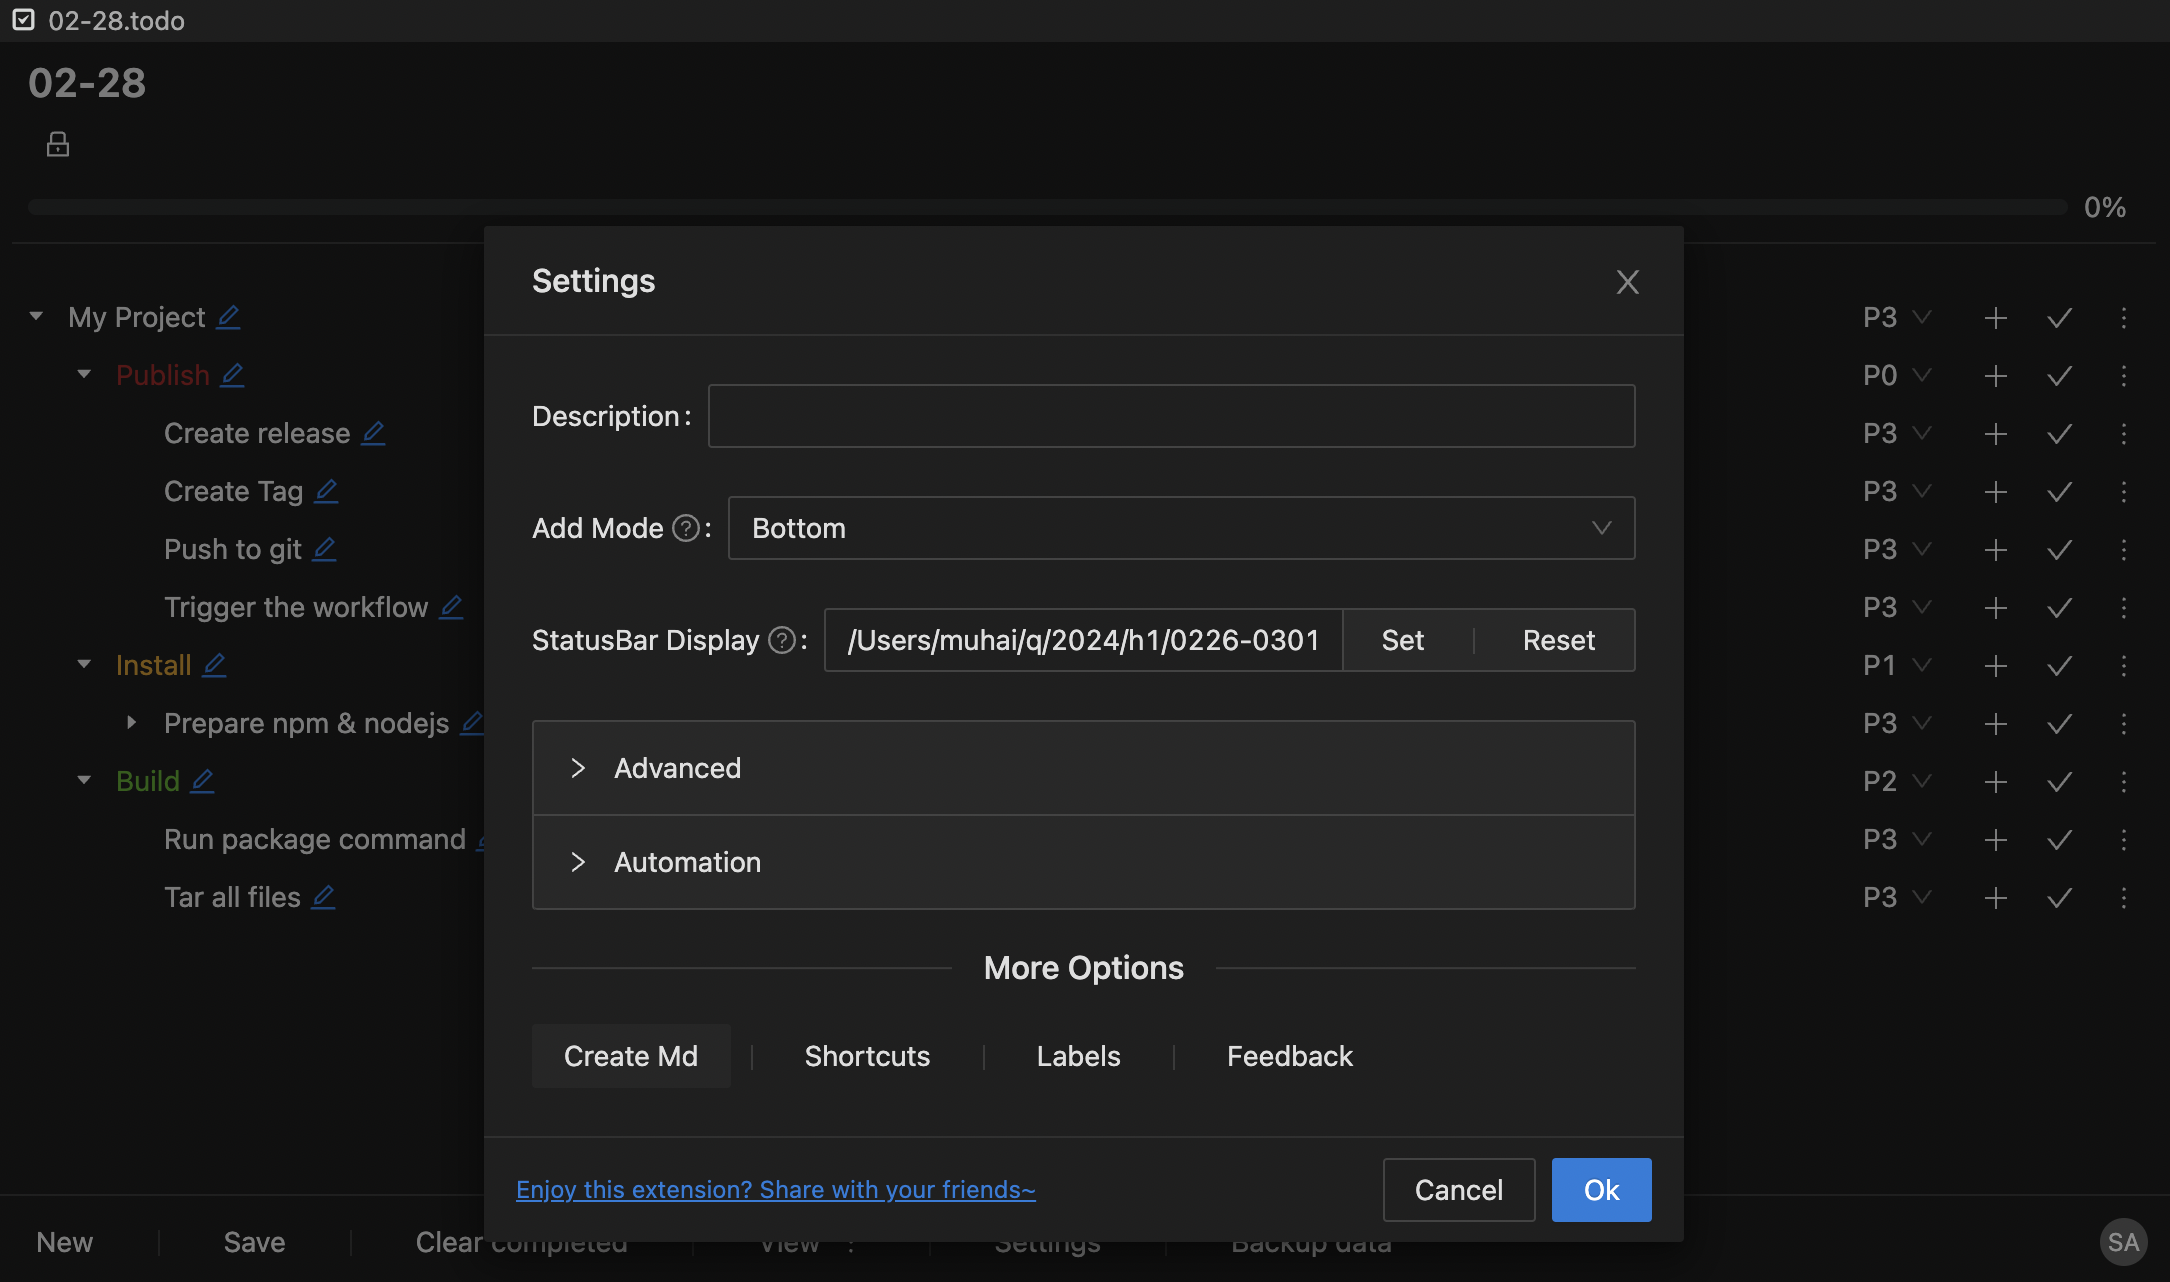 02-28.todo
02-28
0%
My Project P3
Publish P0
Create release P3
Create Tag P3
Push to git P3
Trigger the workflow P3
Install P1
Prepare npm & nodejs P3
Build P2
Run package command P3
Tar all files P3
Settings
Description:
Add Mode ? : Bottom
StatusBar Display ? : /Users/muhai/q/2024/h1/0226-0301 Set Reset
Advanced
Automation
More Options
Create Md Shortcuts Labels Feedback
Enjoy this extension? Share with your friends~ Cancel Ok
New Save Clear completed View Settings Backup data SA